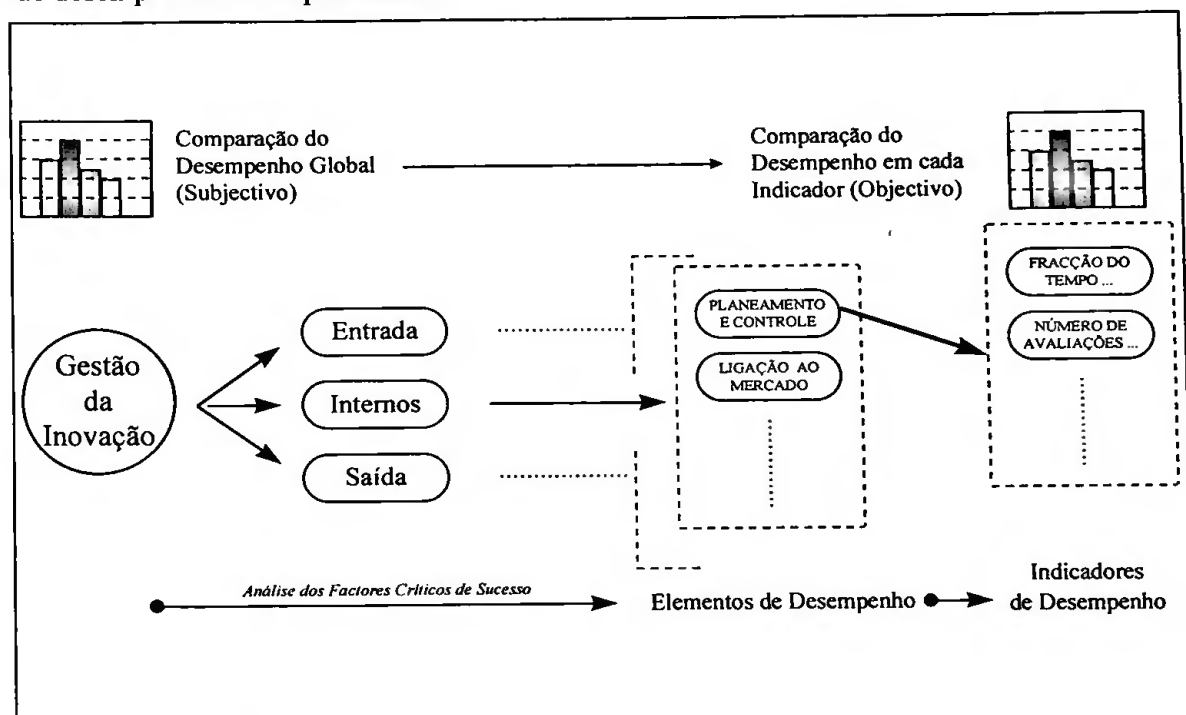 Comparação do
Desempenho Global
(Subjectivo)
Comparação do
Desempenho em cada
Indicador (Objectivo)
Gestão
da
Inovação
Entrada
Internos
Saída
PLANEAMENTO
E CONTROLE
LIGAÇÃO AO
MERCADO
FRACÇÃO DO
TEMPO ...
NÚMERO DE
AVALIAÇÕES ...
Análise dos Factores Críticos de Sucesso
Elementos de Desempenho
Indicadores
de Desempenho